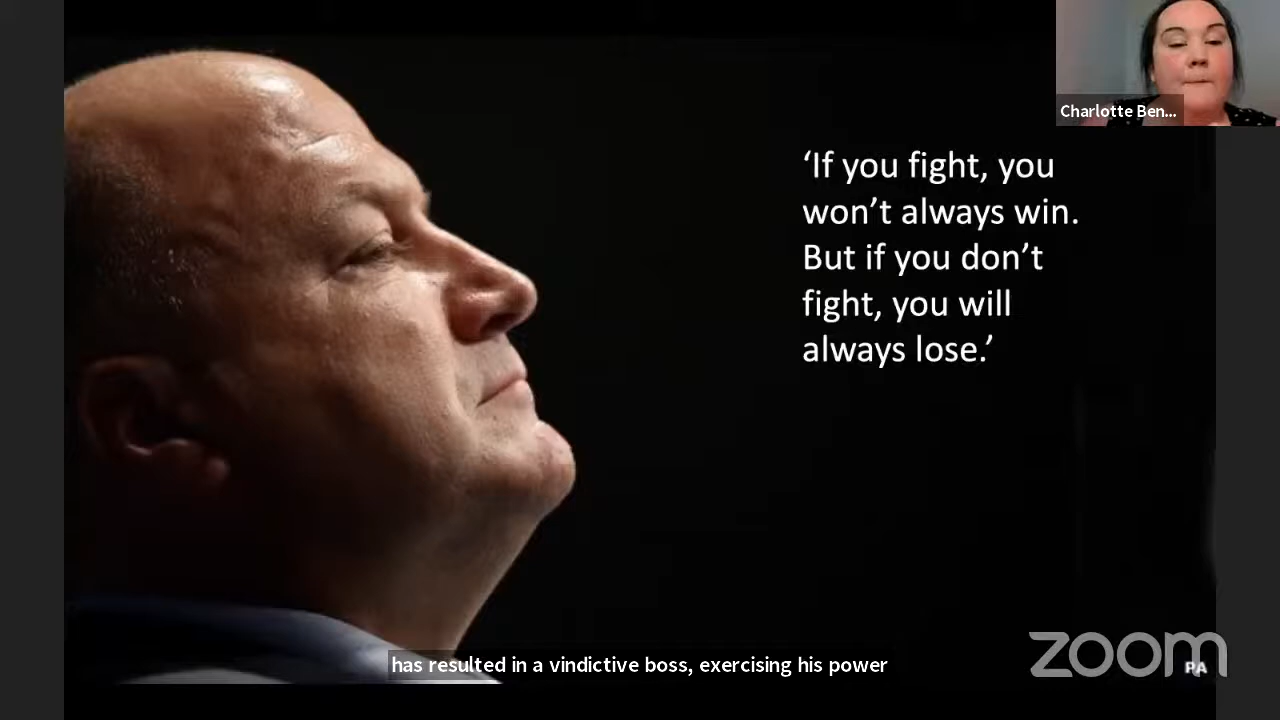 Charlotte Ben...
‘If you fight, you
won’t always win.
But if you don’t
fight, you will
always lose.’
has resulted in a vindictive boss, exercising his power
zoom
PA